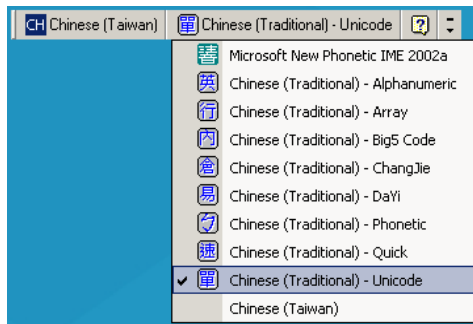 CH Chinese (Taiwan) 單 Chinese (Traditional) - Unicode ?
Microsoft New Phonetic IME 2002a
英 Chinese (Traditional) - Alphanumeric
行 Chinese (Traditional) - Array
內 Chinese (Traditional) - Big5 Code
倉 Chinese (Traditional) - ChangJie
易 Chinese (Traditional) - DaYi
ㄅ Chinese (Traditional) - Phonetic
速 Chinese (Traditional) - Quick
單 Chinese (Traditional) - Unicode
Chinese (Taiwan)